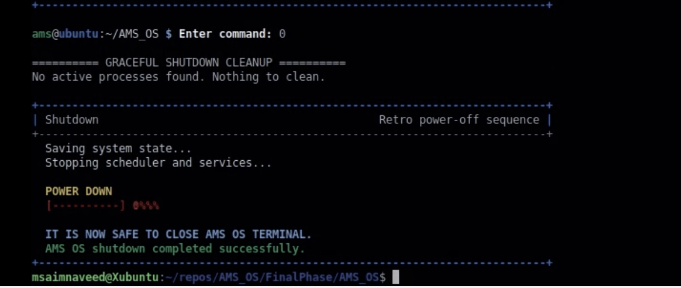 +-----------------------------------------------------------------------------+
ams@ubuntu:~/AMS_OS $ Enter command: 0
========== GRACEFUL SHUTDOWN CLEANUP ==========
No active processes found. Nothing to clean.
+-----------------------------------------------------------------------------+
| Shutdown Retro power-off sequence |
+-----------------------------------------------------------------------------+
Saving system state...
Stopping scheduler and services...
POWER DOWN
[----------] 0%%%
IT IS NOW SAFE TO CLOSE AMS OS TERMINAL.
AMS OS shutdown completed successfully.
+-----------------------------------------------------------------------------+
msaimnaveed@Xubuntu:~/repos/AMS_OS/FinalPhase/AMS_OS$